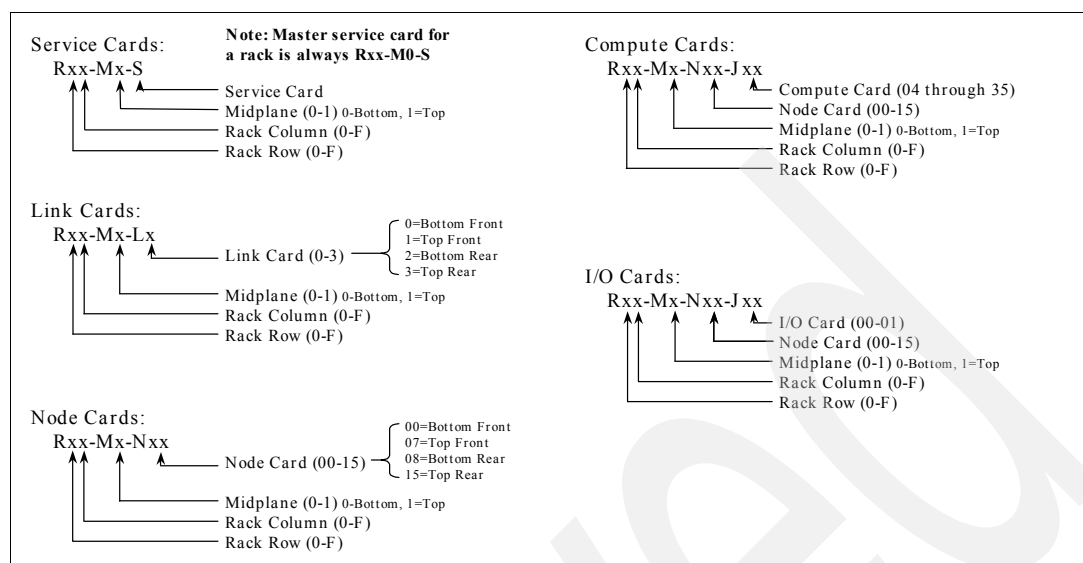 Service Cards:
Note: Master service card for
a rack is always Rxx-M0-S
Rxx-Mx-S
Service Card
Midplane (0-1) 0-Bottom, 1=Top
Rack Column (0-F)
Rack Row (0-F)
Link Cards:
Rxx-Mx-Lx
Link Card (0-3)
0=Bottom Front
1=Top Front
2=Bottom Rear
3=Top Rear
Midplane (0-1) 0-Bottom, 1=Top
Rack Column (0-F)
Rack Row (0-F)
Node Cards:
Rxx-Mx-Nxx
Node Card (00-15)
00=Bottom Front
07=Top Front
08=Bottom Rear
15=Top Rear
Midplane (0-1) 0-Bottom, 1=Top
Rack Column (0-F)
Rack Row (0-F)
Compute Cards:
Rxx-Mx-Nxx-Jxx
Compute Card (04 through 35)
Node Card (00-15)
Midplane (0-1) 0-Bottom, 1=Top
Rack Column (0-F)
Rack Row (0-F)
I/O Cards:
Rxx-Mx-Nxx-Jxx
I/O Card (00-01)
Node Card (00-15)
Midplane (0-1) 0-Bottom, 1=Top
Rack Column (0-F)
Rack Row (0-F)